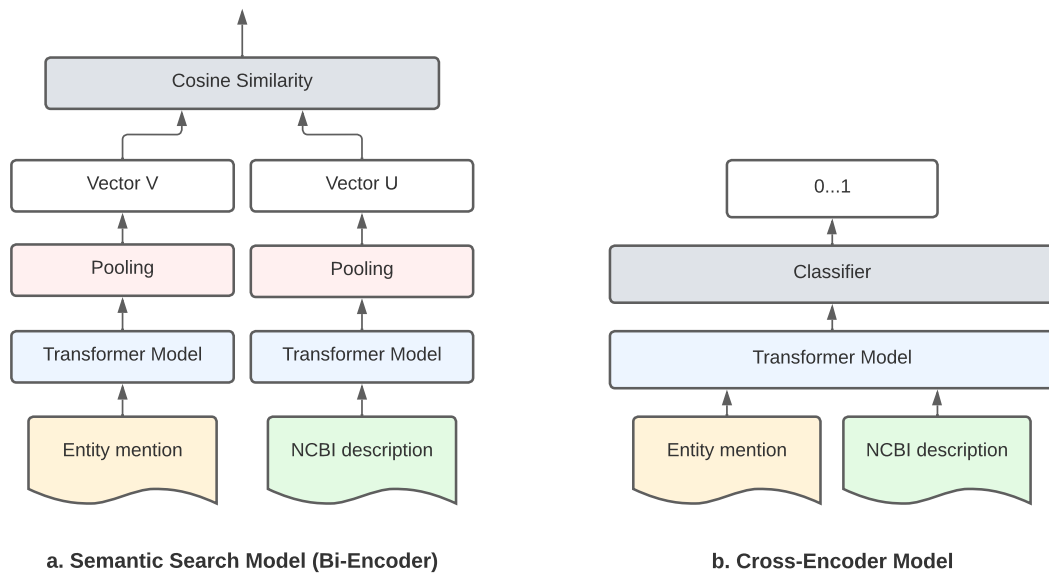 Cosine Similarity
Vector V
Vector U
Pooling
Pooling
Transformer Model
Transformer Model
Entity mention
NCBI description
a. Semantic Search Model (Bi-Encoder)
0...1
Classifier
Transformer Model
Entity mention
NCBI description
b. Cross-Encoder Model